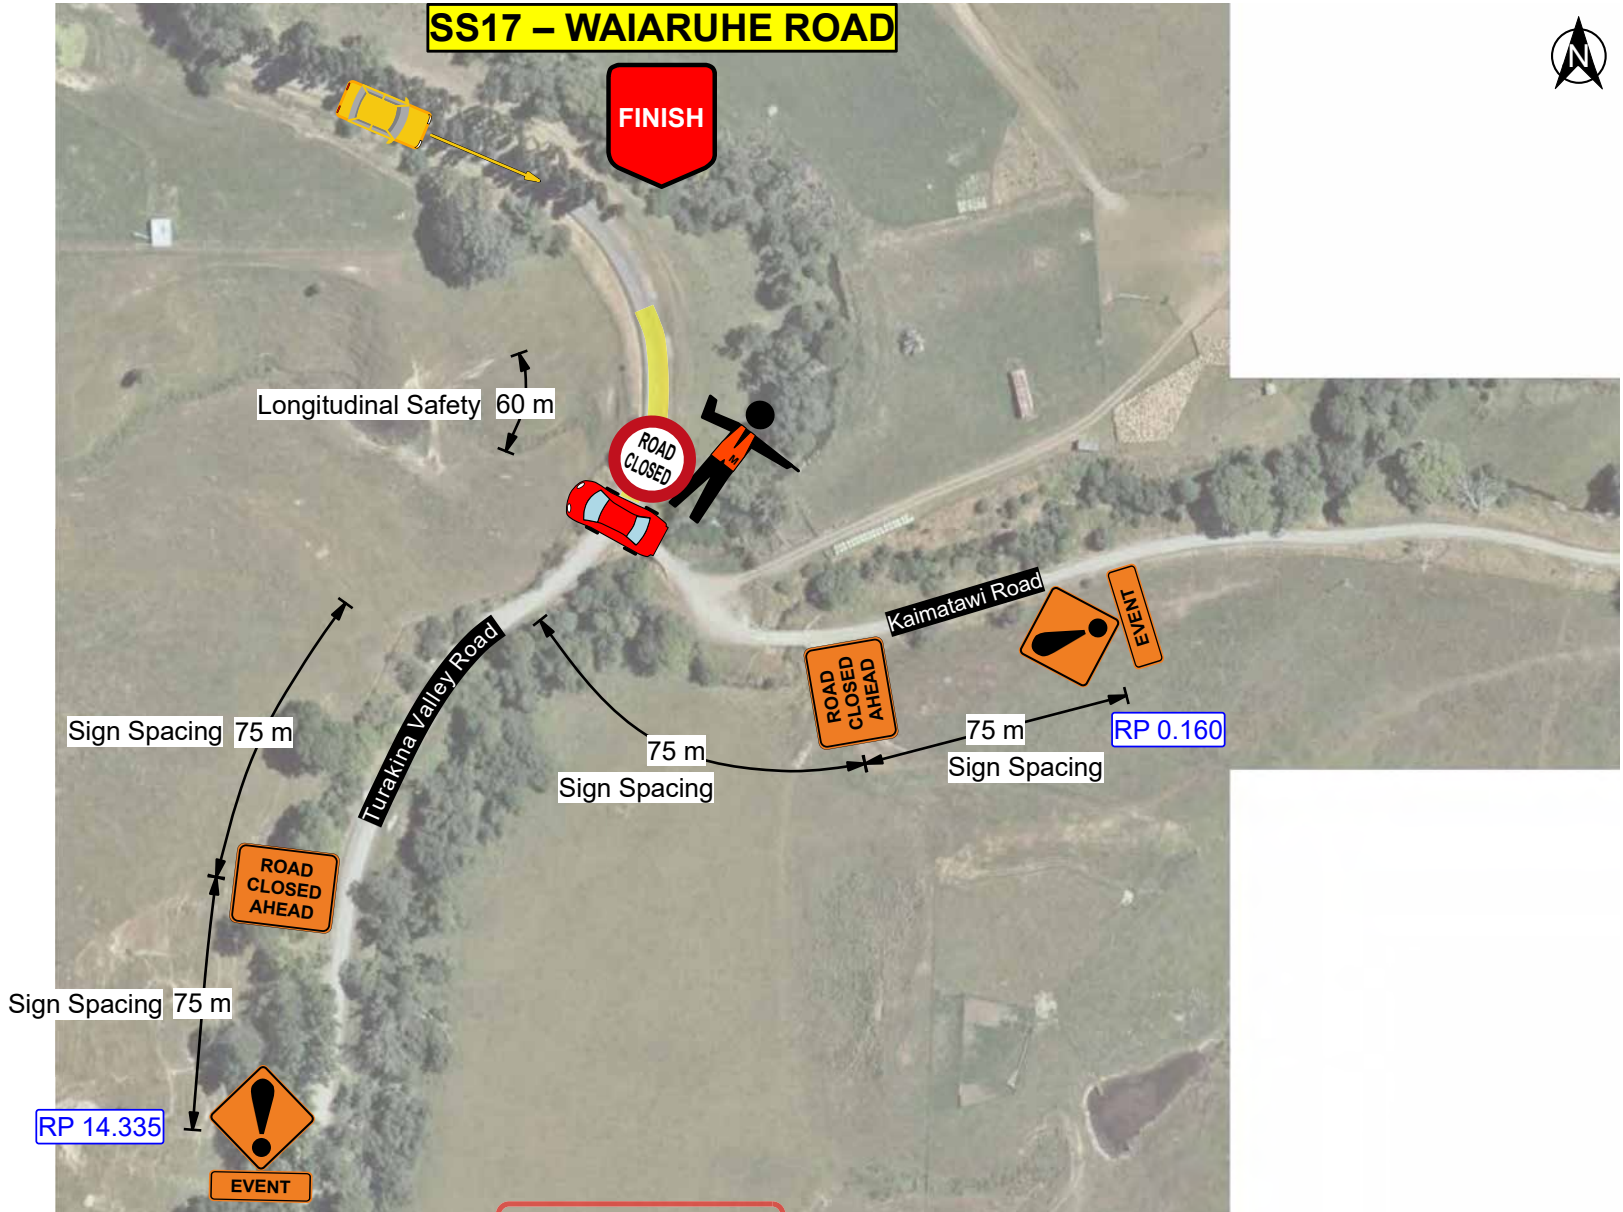 SS17 – WAIARUHE ROAD
N
FINISH
Longitudinal Safety 60 m
ROAD
CLOSED
M
Kaimatawi Road
EVENT
Turakina Valley Road
ROAD
CLOSED
AHEAD
Sign Spacing 75 m
75 m
Sign Spacing
75 m
Sign Spacing
RP 0.160
ROAD
CLOSED
AHEAD
Sign Spacing 75 m
RP 14.335
EVENT